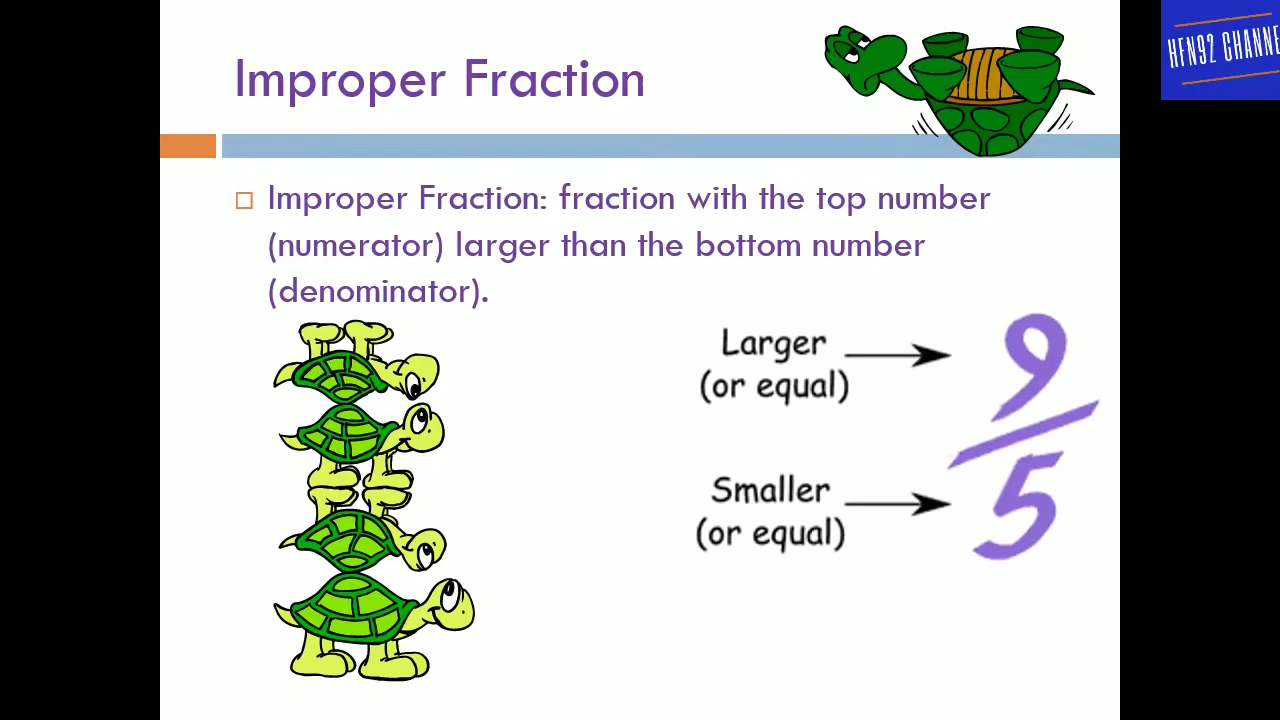 Improper Fraction
HFN92 CHANNE
Improper Fraction: fraction with the top number
(numerator) larger than the bottom number
(denominator).
Larger
(or equal)
9
5
Smaller
(or equal)